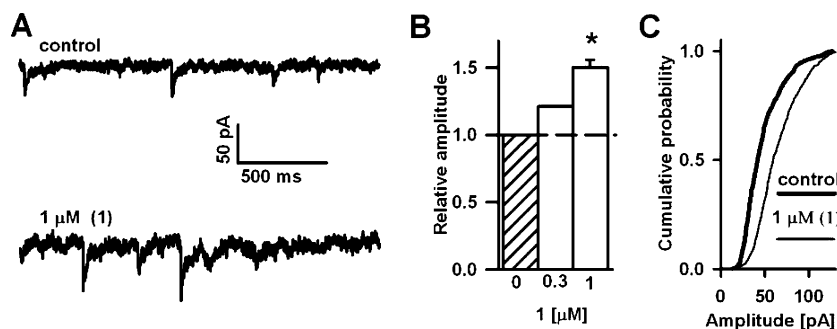 A
control
50 pA
500 ms
1 µM (1)
B
Relative amplitude
1.5
1.0
0.5
0.0
*
0
0.3
1
1 [µM]
C
Cumulative probability
1.0
0.5
0.0
control
1 µM (1)
0
50
100
Amplitude [pA]